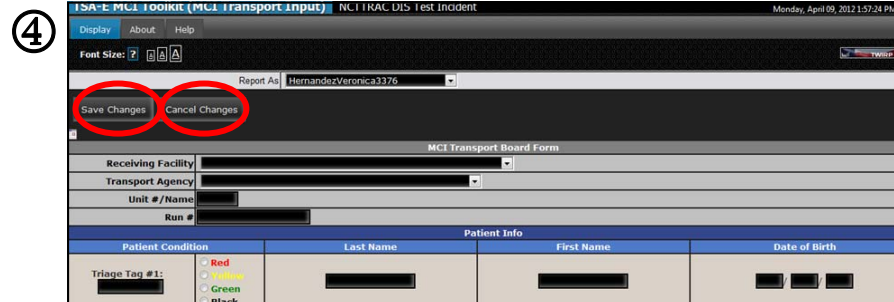 ④
TSA-E MCI Toolkit (MCI Transport Input) NCTTRAC DIS Test Incident Monday, April 09, 2012 1:57:24 PM
Display About Help
Font Size: ? A A A TWIRP
Report As HernandezVeronica3376
Save Changes Cancel Changes
MCI Transport Board Form
Receiving Facility
Transport Agency
Unit #/Name
Run #
Patient Info
Patient Condition Last Name First Name Date of Birth
Red
Triage Tag #1: Yellow / /
Green
Black